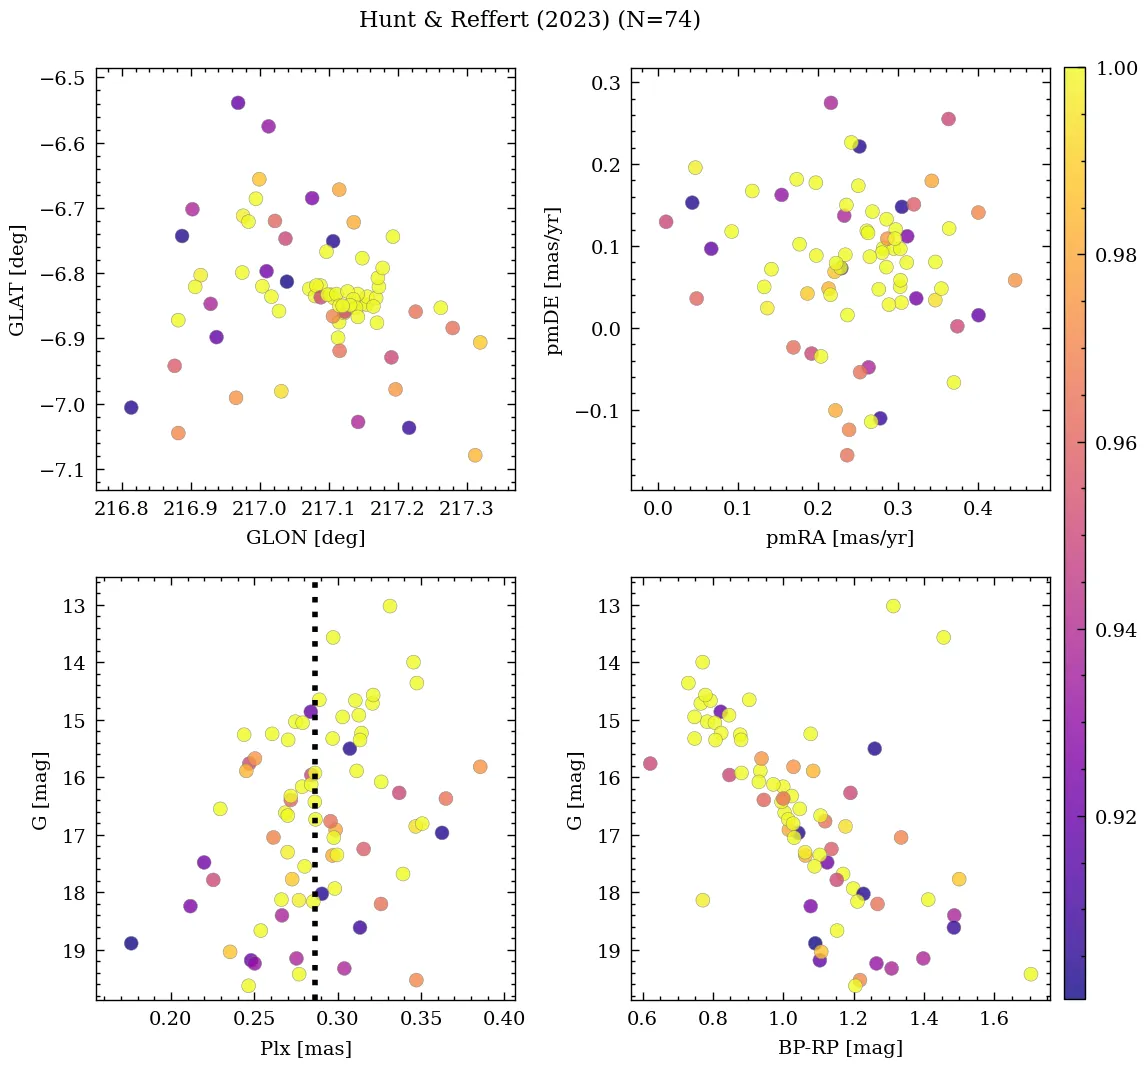 Hunt & Reffert (2023) (N=74)
−6.5
−6.6
−6.7
−6.8
−6.9
−7.0
−7.1
GLAT [deg]
216.8 216.9 217.0 217.1 217.2 217.3
GLON [deg]
0.3
0.2
0.1
0.0
−0.1
pmDE [mas/yr]
0.0 0.1 0.2 0.3 0.4
pmRA [mas/yr]
13
14
15
16
17
18
19
G [mag]
0.20 0.25 0.30 0.35 0.40
Plx [mas]
13
14
15
16
17
18
19
G [mag]
0.6 0.8 1.0 1.2 1.4 1.6
BP-RP [mag]
1.00
0.98
0.96
0.94
0.92